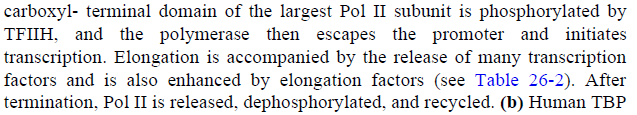 carboxyl- terminal domain of the largest Pol II subunit is phosphorylated by
TFIIH, and the polymerase then escapes the promoter and initiates
transcription. Elongation is accompanied by the release of many transcription
factors and is also enhanced by elongation factors (see Table 26-2). After
termination, Pol II is released, dephosphorylated, and recycled. (b) Human TBP